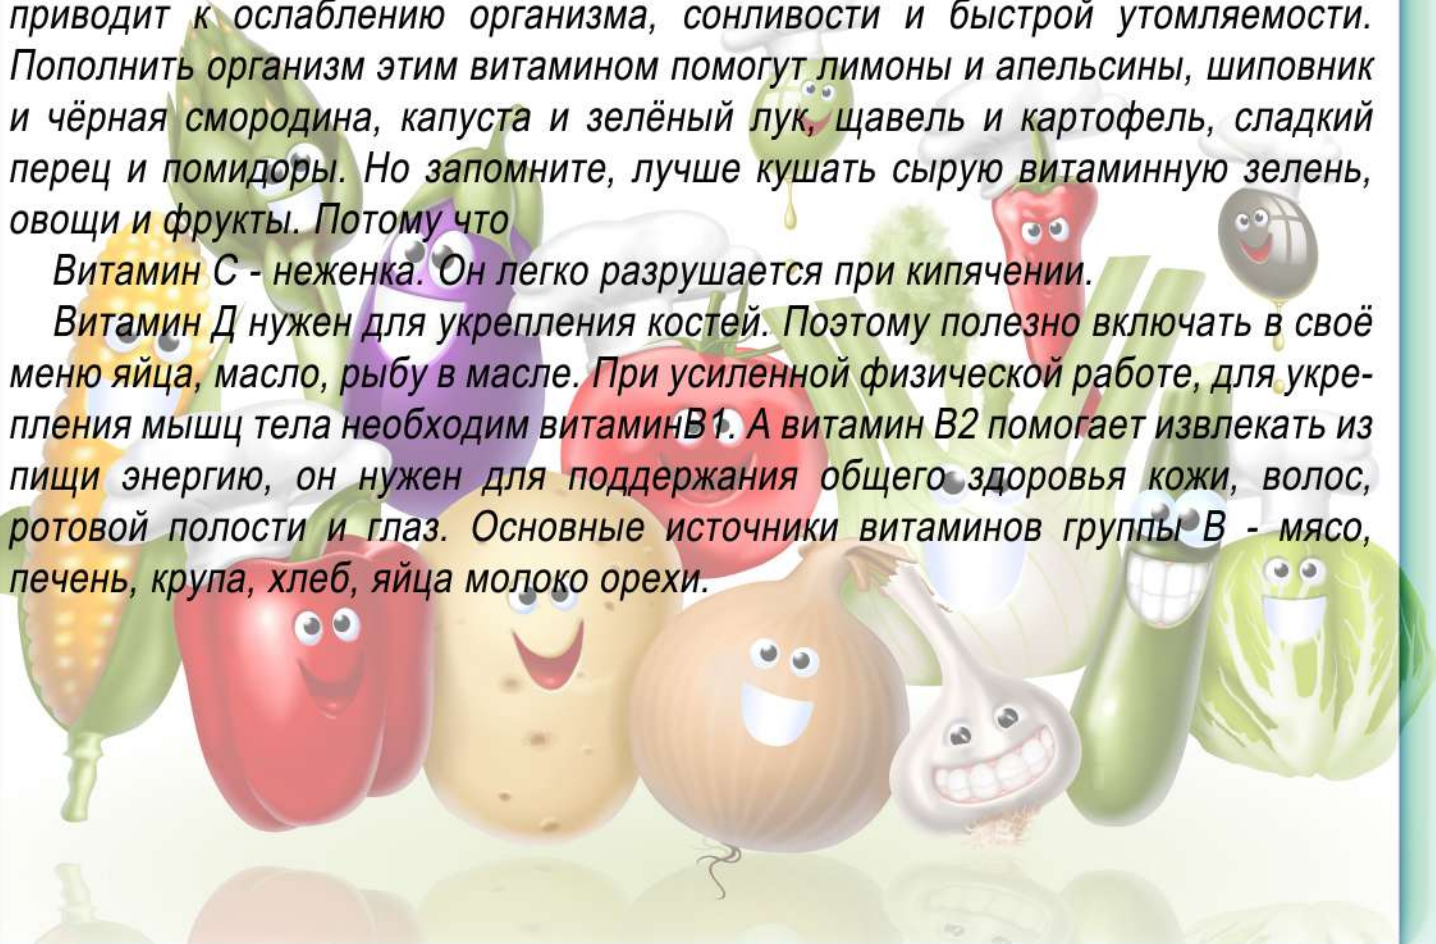 приводит к ослаблению организма, сонливости и быстрой утомляемости.
Пополнить организм этим витамином помогут лимоны и апельсины, шиповник
и чёрная смородина, капуста и зелёный лук, щавель и картофель, сладкий
перец и помидоры. Но запомните, лучше кушать сырую витаминную зелень,
овощи и фрукты. Потому что
Витамин С - неженка. Он легко разрушается при кипячении.
Витамин Д нужен для укрепления костей. Поэтому полезно включать в своё
меню яйца, масло, рыбу в масле. При усиленной физической работе, для укре-
пления мышц тела необходим витаминВ1. А витамин В2 помогает извлекать из
пищи энергию, он нужен для поддержания общего здоровья кожи, волос,
ротовой полости и глаз. Основные источники витаминов группы В - мясо,
печень, крупа, хлеб, яйца молоко орехи.